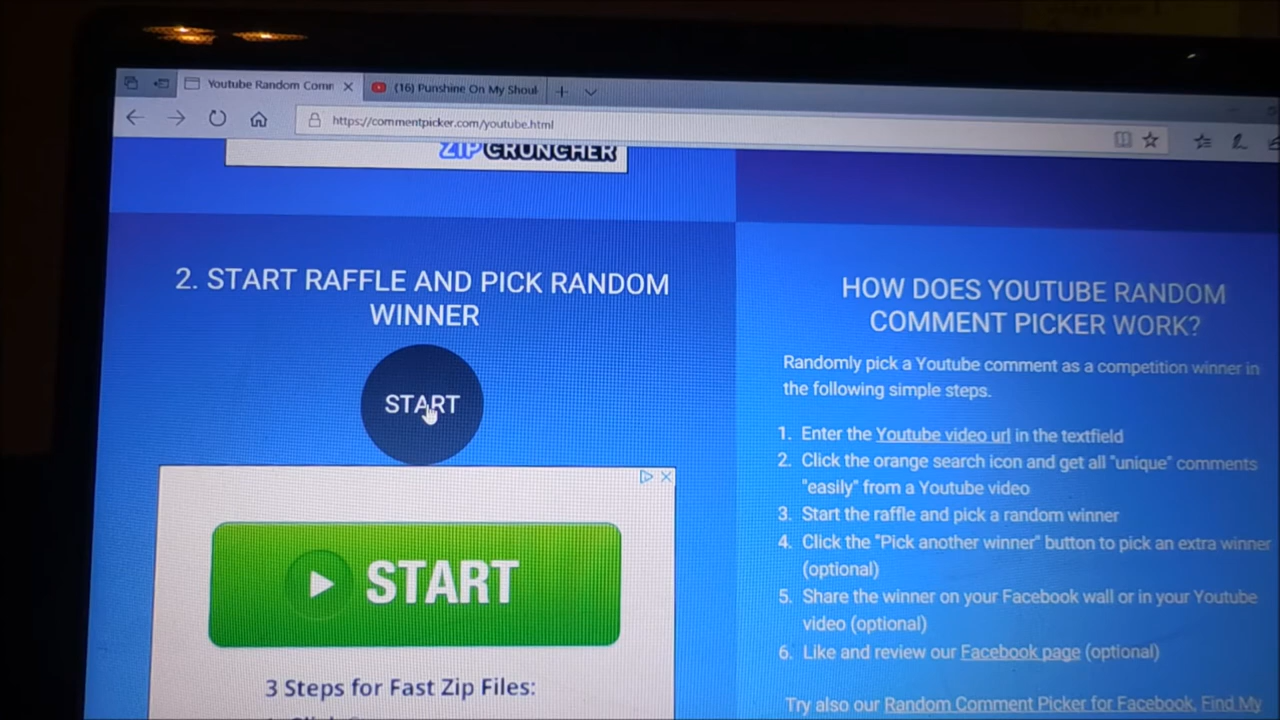 Youtube Random Comm
(16) Punshine On My Shoul
https://commentpicker.com/youtube.html
ZIP CRUNCHER
2. START RAFFLE AND PICK RANDOM
WINNER
START
START
3 Steps for Fast Zip Files:
HOW DOES YOUTUBE RANDOM
COMMENT PICKER WORK?
Randomly pick a Youtube comment as a competition winner in
the following simple steps.
1. Enter the Youtube video url in the textfield
2. Click the orange search icon and get all "unique" comments
"easily" from a Youtube video
3. Start the raffle and pick a random winner
4. Click the "Pick another winner" button to pick an extra winner
(optional)
5. Share the winner on your Facebook wall or in your Youtube
video (optional)
6. Like and review our Facebook page (optional)
Try also our Random Comment Picker for Facebook, Find My